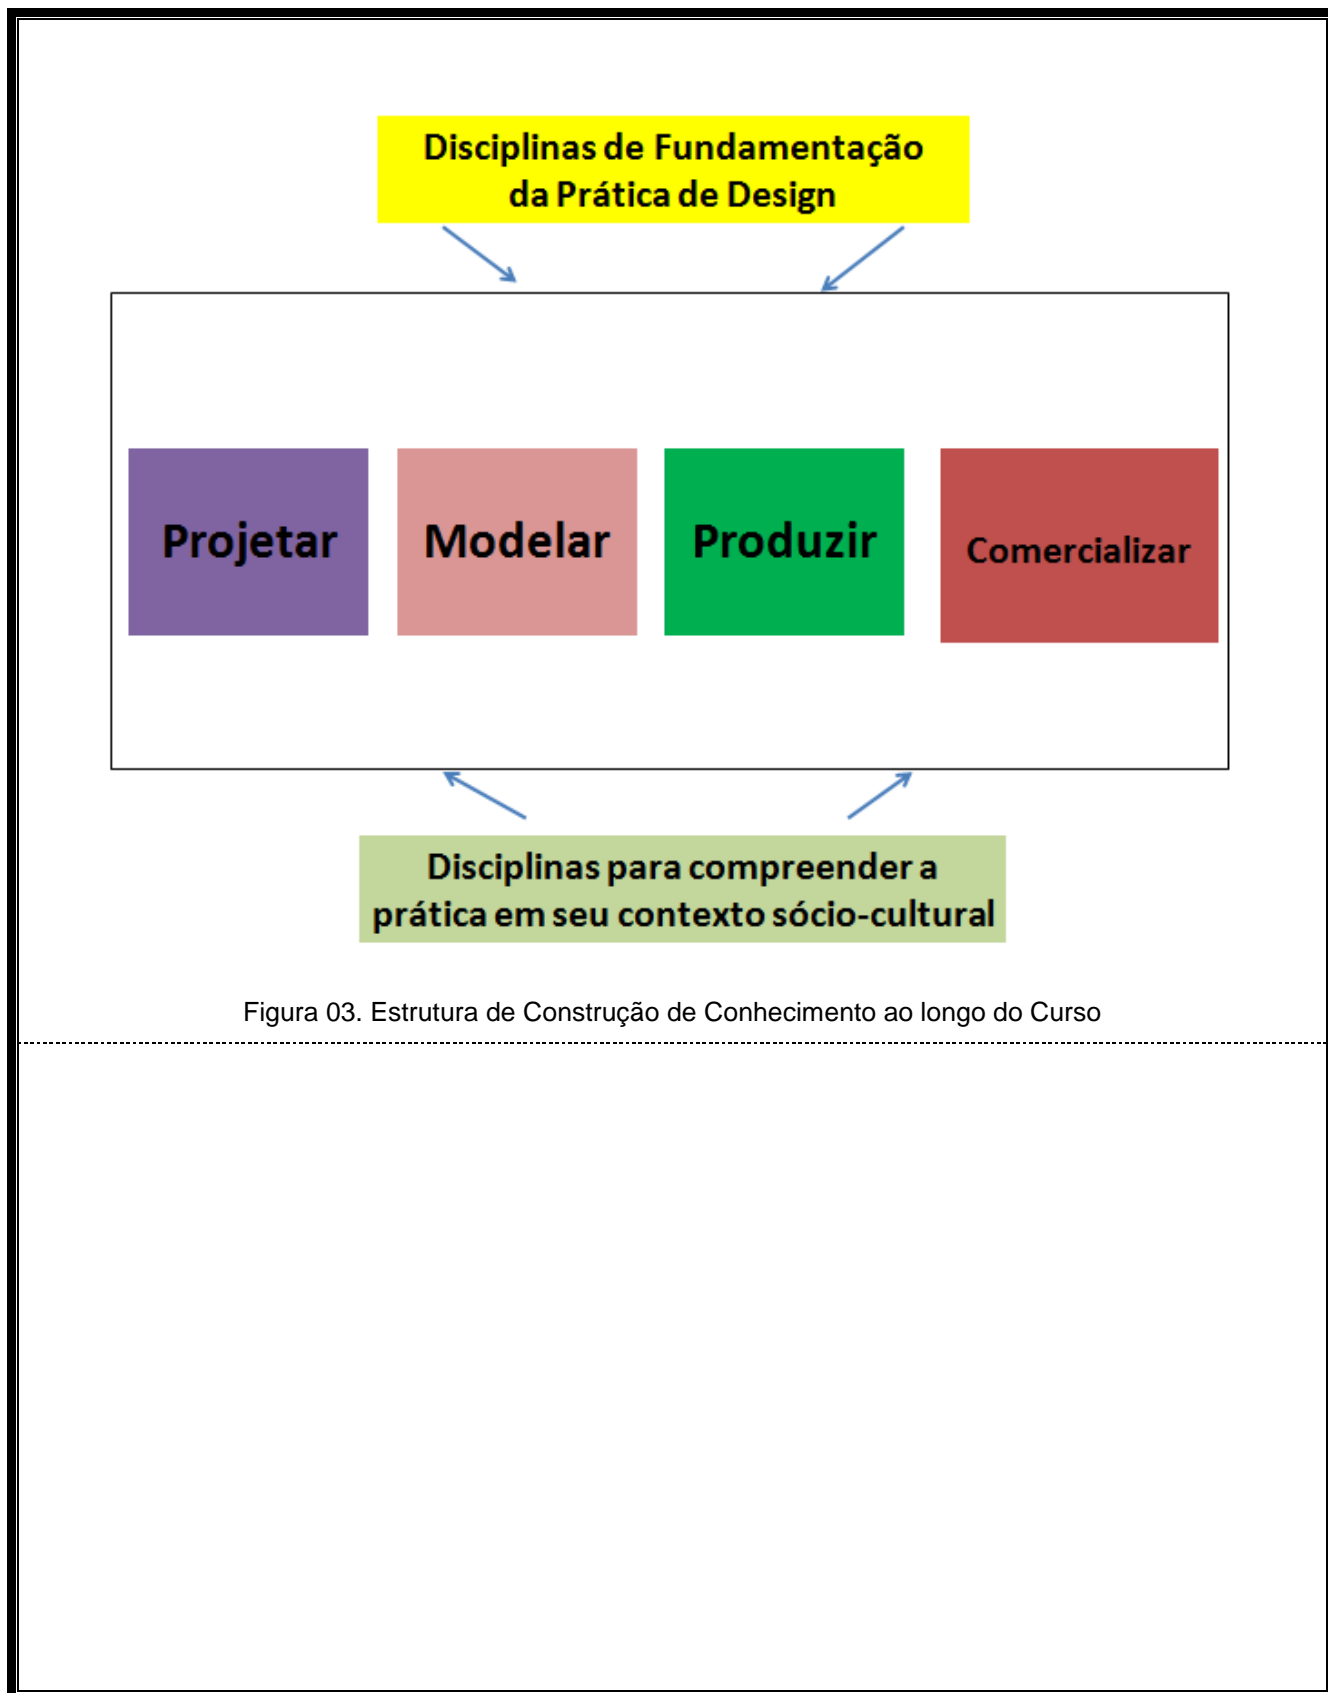 Disciplinas de Fundamentação
da Prática de Design
Projetar
Modelar
Produzir
Comercializar
Disciplinas para compreender a
prática em seu contexto sócio-cultural
Figura 03. Estrutura de Construção de Conhecimento ao longo do Curso